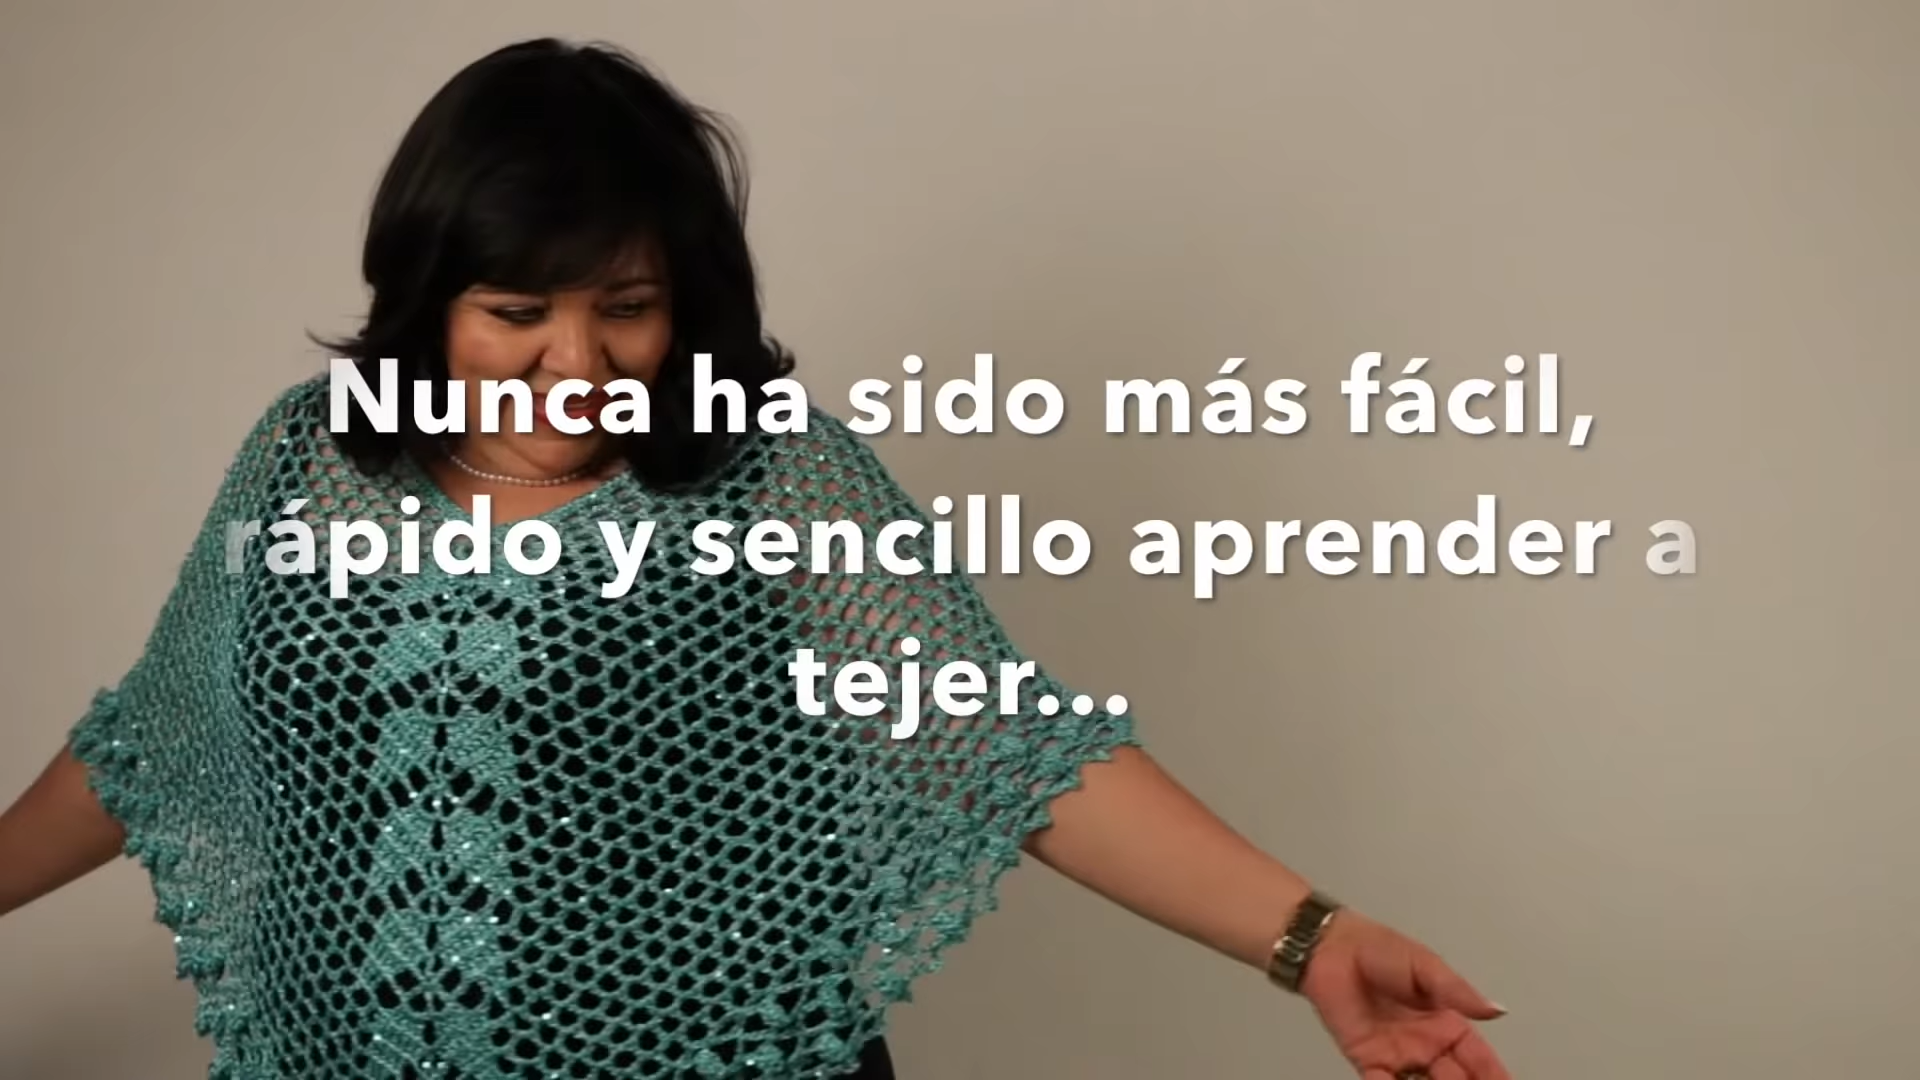 Nunca ha sido más fácil,
rápido y sencillo aprender a
tejer...